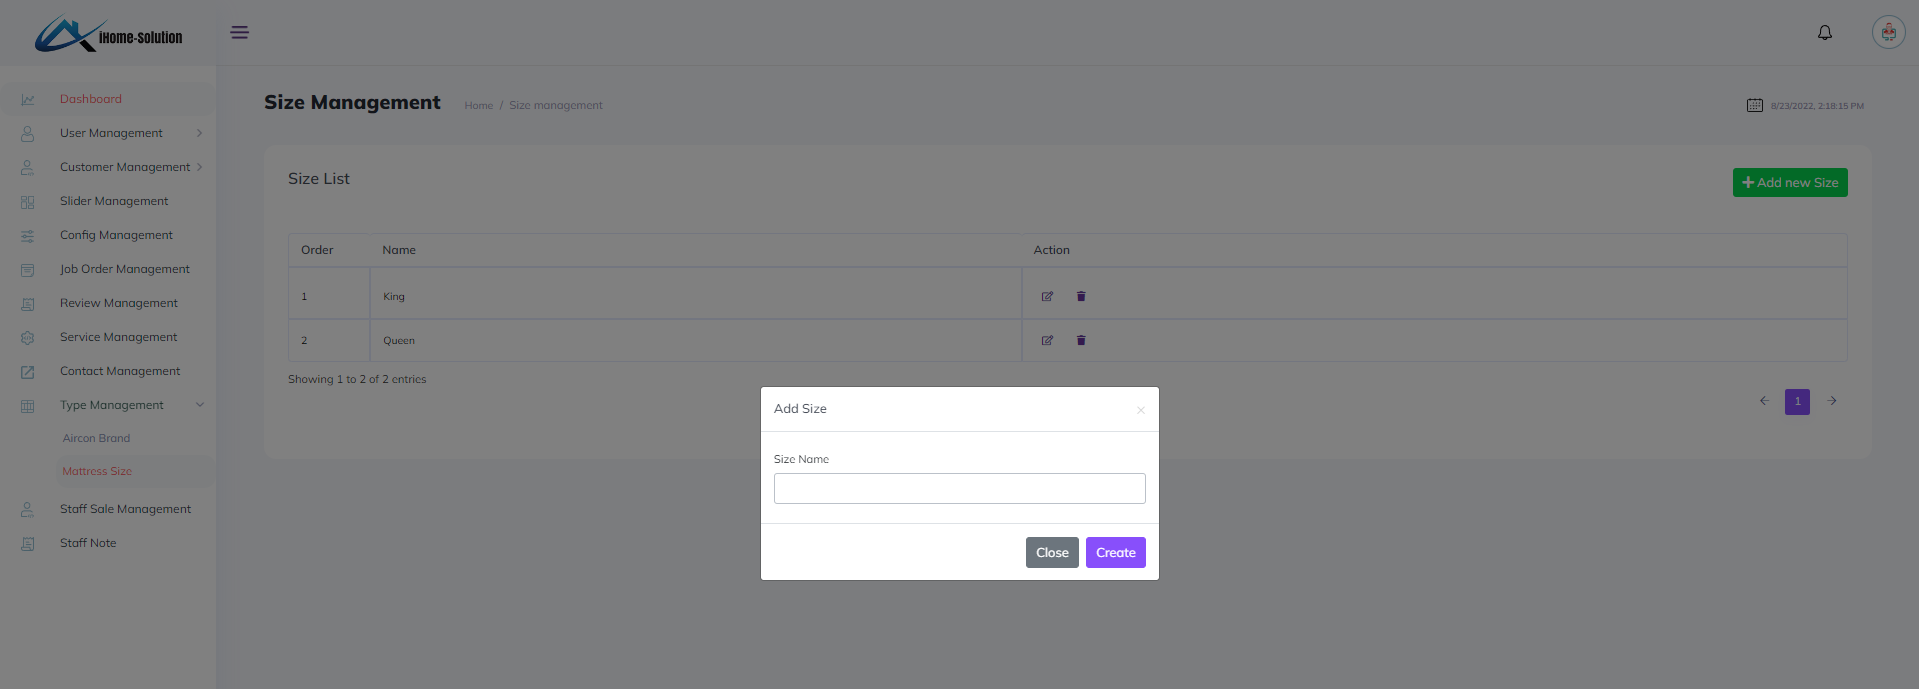 iHome-solution
Dashboard
User Management
Customer Management
Slider Management
Config Management
Job Order Management
Review Management
Service Management
Contact Management
Type Management
Aircon Brand
Mattress Size
Staff Sale Management
Staff Note
Size Management
Home / Size management
8/23/2022, 2:18:15 PM
Size List
Add new Size
Order Name Action
1 King
2 Queen
Showing 1 to 2 of 2 entries
1
Add Size
Size Name
Close Create